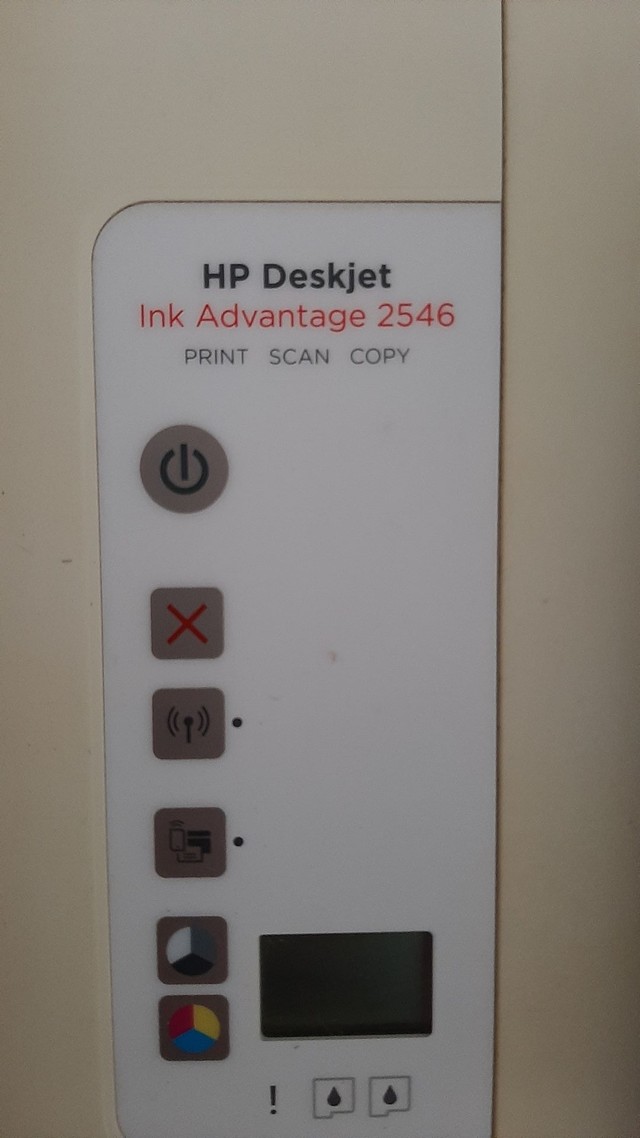 HP Deskjet
Ink Advantage 2546
PRINT SCAN COPY
!